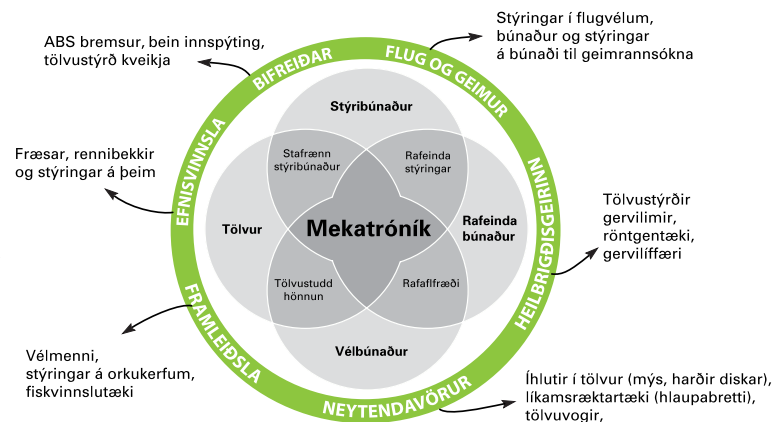 Stýringar í flugvélum,
búnaður og stýringar
á búnaði til geimrannsókna
ABS bremsur, bein innspýting,
tölvustýrð kveikja
BIFREIÐAR
FLUG OG GEIMUR
Stýribúnaður
Fræsar, rennibekkir
og stýringar á þeim
EFNISVINNSLA
Stafrænn
stýribúnaður
Rafeinda
stýringar
Tölvur
Mekatróník
Rafeinda
búnaður
HEILBRIGÐISGEIRINN
Tölvustýrðir
gervilimir,
röntgentæki,
gervilíffæri
Tölvustudd
hönnun
Rafaflfræði
FRAMLEIÐSLA
Vélbúnaður
Vélmenni,
stýringar á orkukerfum,
fiskvinnslutæki
NEYTENDAVÖRUR
Íhlutir í tölvur (mýs, harðir diskar),
líkamsræktartæki (hlaupabretti),
tölvuvogir,